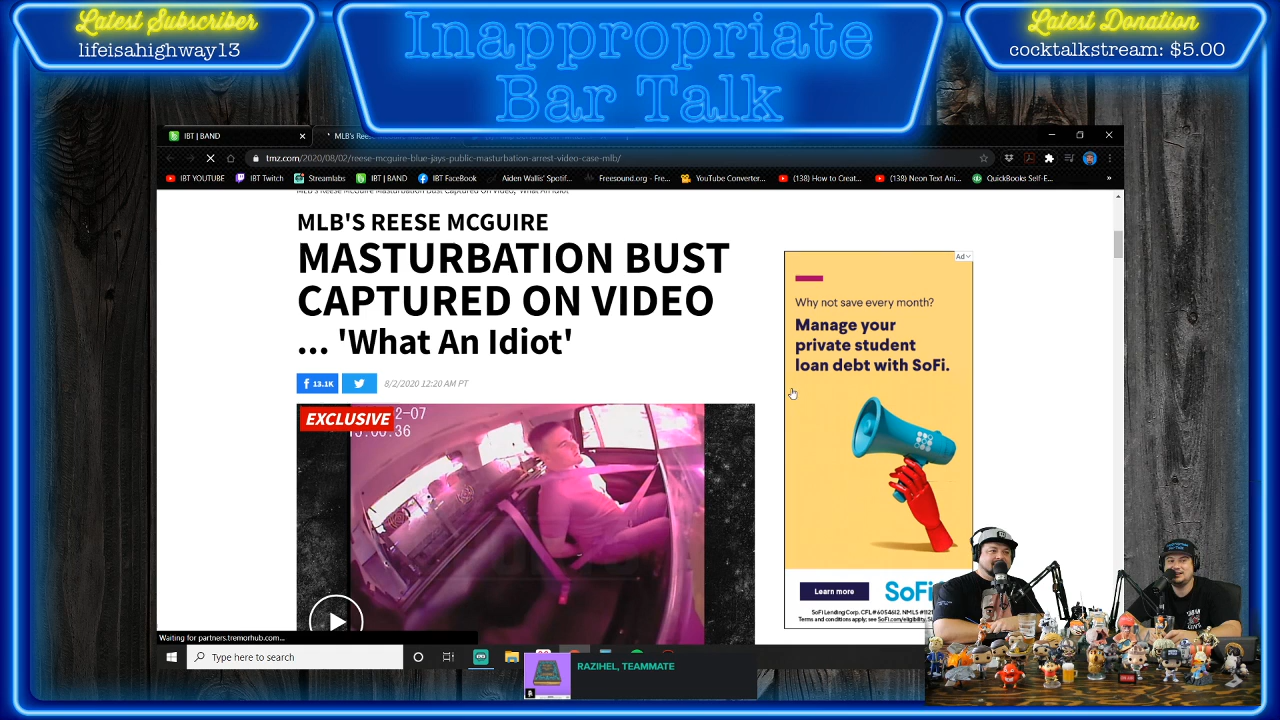 Latest Subscriber
lifeisahighway13
Inappropriate
Bar Talk
Latest Donation
cocktalkstream: $5.00
IBT | BAND
MLB's Rees
tmz.com/2020/08/02/reese-mcguire-blue-jays-public-masturbation-arrest-video-case-mlb/
IBT YOUTUBE
IBT Twitch
Streamlabs
IBT | BAND
IBT FaceBook
Aiden Wallis' Spotif...
Freesound.org - Fre...
YouTube Converter...
(138) How to Creat...
(138) Neon Text Ani...
QuickBooks Self-E...
»
MLB'S REESE MCGUIRE
MASTURBATION BUST
CAPTURED ON VIDEO
... 'What An Idiot'
13.1K
8/2/2020 12:20 AM PT
EXCLUSIVE
2-07
Ad
Why not save every month?
Manage your
private student
loan debt with SoFi.
Learn more
SoFi
Waiting for partners.tremorhub.com...
Type here to search
RAZIHEL, TEAMMATE